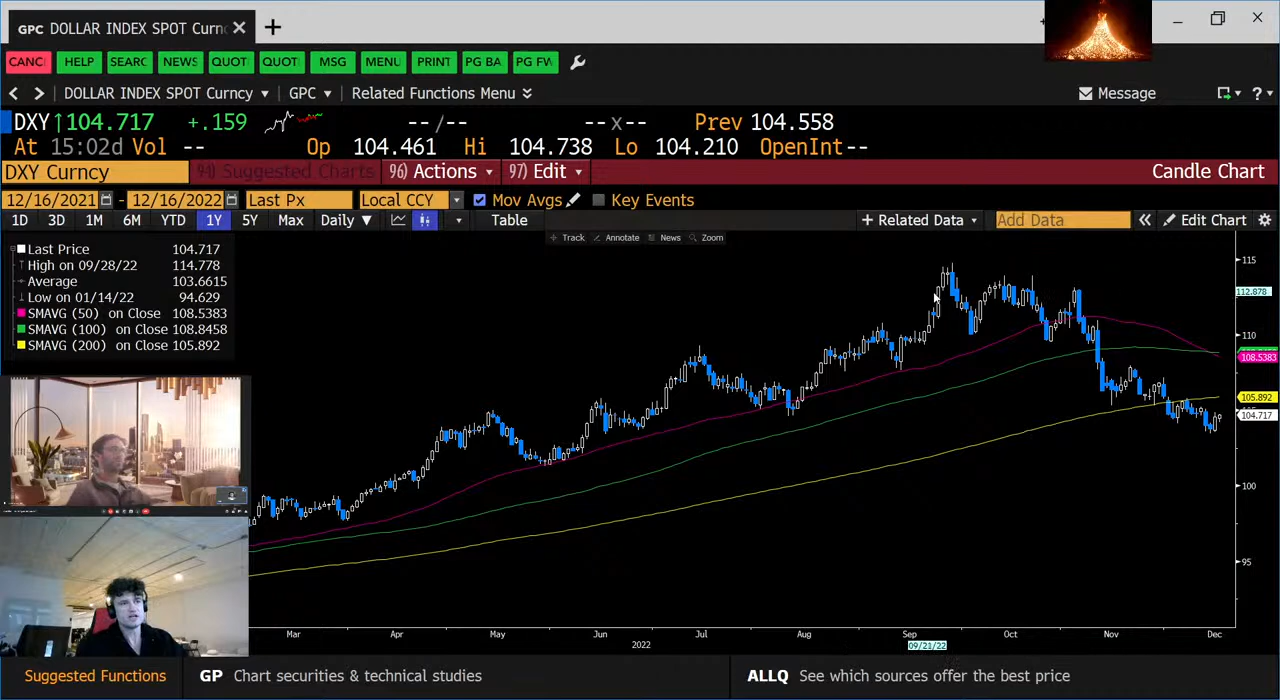 GPC DOLLAR INDEX SPOT Curn
CANC HELP SEARC NEWS QUOT QUOT MSG MENU PRINT PG BA PG FW
DOLLAR INDEX SPOT Curncy GPC Related Functions Menu Message ?
DXY ↑104.717 +.159 -- / -- -- x -- Prev 104.558
At 15:02d Vol -- Op 104.461 Hi 104.738 Lo 104.210 OpenInt --
DXY Curncy 94) Suggested Charts 96) Actions 97) Edit Candle Chart
12/16/2021 - 12/16/2022 Last Px Local CCY Mov Avgs Key Events
1D 3D 1M 6M YTD 1Y 5Y Max Daily ▼ Table + Related Data Add Data « Edit Chart
Track Annotate News Zoom
Last Price 104.717
High on 09/28/22 114.778
Average 103.6615
Low on 01/14/22 94.629
SMAVG (50) on Close 108.5383
SMAVG (100) on Close 108.8458
SMAVG (200) on Close 105.892
115
112.878
110
108.5383
105.892
104.717
100
95
Mar Apr May Jun Jul Aug Sep Oct Nov Dec
2022 09/21/22
Suggested Functions GP Chart securities & technical studies ALLQ See which sources offer the best price